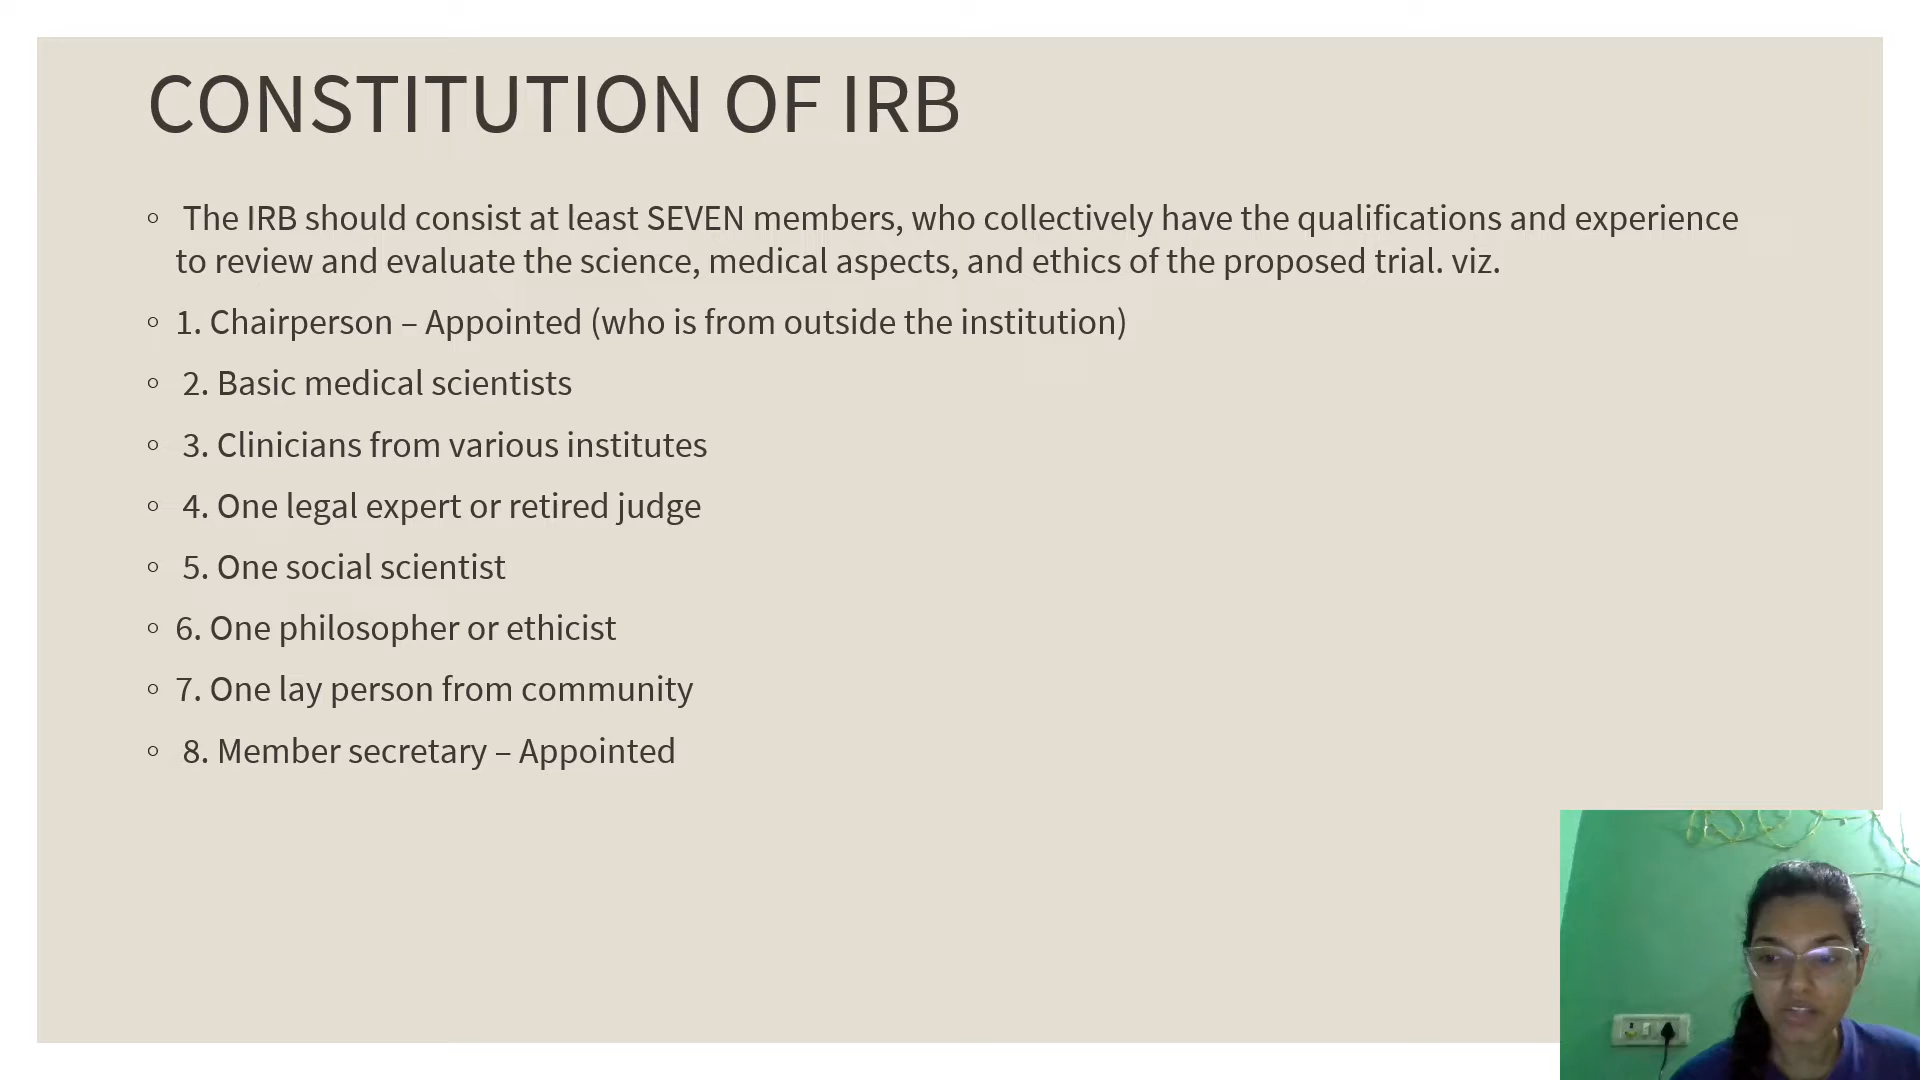 CONSTITUTION OF IRB
◦ The IRB should consist at least SEVEN members, who collectively have the qualifications and experience
to review and evaluate the science, medical aspects, and ethics of the proposed trial. viz.
◦ 1. Chairperson – Appointed (who is from outside the institution)
◦ 2. Basic medical scientists
◦ 3. Clinicians from various institutes
◦ 4. One legal expert or retired judge
◦ 5. One social scientist
◦ 6. One philosopher or ethicist
◦ 7. One lay person from community
◦ 8. Member secretary – Appointed